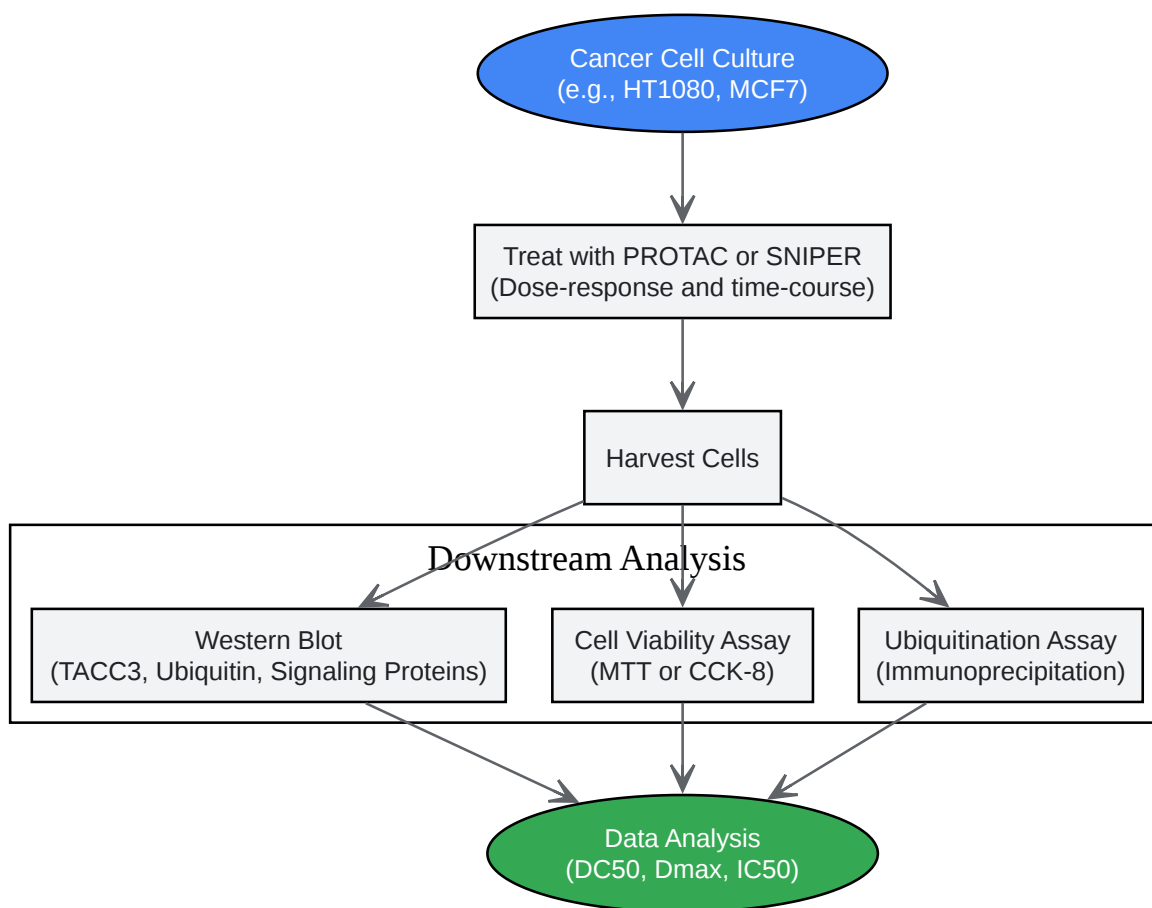 Cancer Cell Culture
(e.g., HT1080, MCF7)
Treat with PROTAC or SNIPER
(Dose-response and time-course)
Harvest Cells
Downstream Analysis
Western Blot
(TACC3, Ubiquitin, Signaling Proteins)
Cell Viability Assay
(MTT or CCK-8)
Ubiquitination Assay
(Immunoprecipitation)
Data Analysis
(DC50, Dmax, IC50)